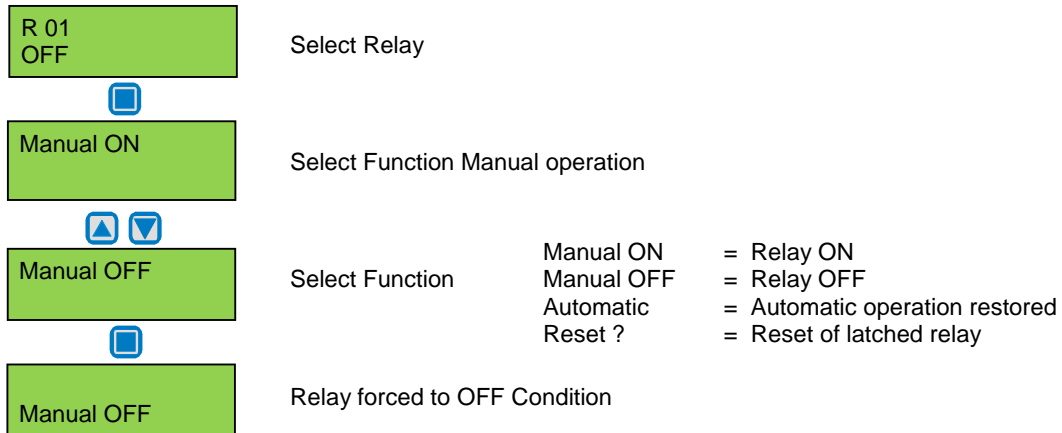 R 01
OFF
Select Relay
Manual ON
Select Function Manual operation
Manual OFF
Select Function
Manual ON = Relay ON
Manual OFF = Relay OFF
Automatic = Automatic operation restored
Reset ? = Reset of latched relay
Manual OFF
Relay forced to OFF Condition